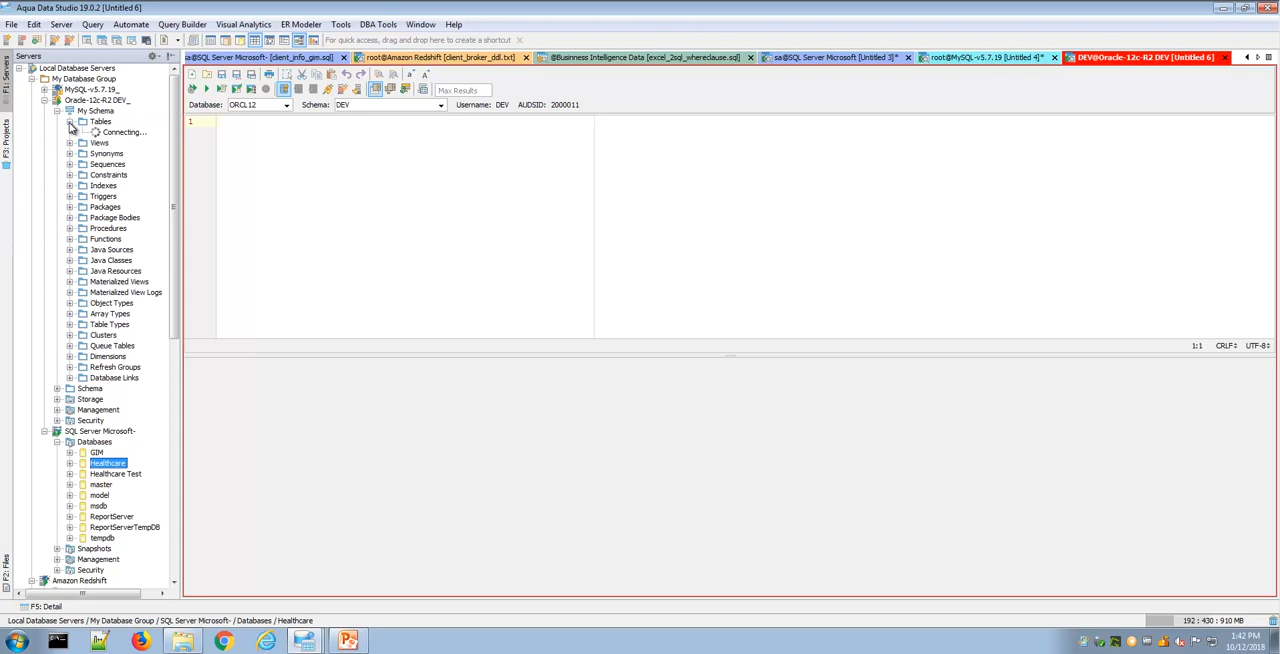 Aqua Data Studio 19.0.2 [Untitled 6]
File Edit Server Query Automate Query Builder Visual Analytics ER Modeler Tools DBA Tools Window Help
For quick access, drag and drop here to create a shortcut
Servers
sa@SQL Server Microsoft- [client_info_gim.sql] root@Amazon Redshift [client_broker_ddl.txt] @Businness Intelligence Data [excel_2sql_whereclause.sql] sa@SQL Server Microsoft [Untitled 3]* root@MySQL-v5.7.19 [Untitled 4]* DEV@Oracle-12c-R2 DEV [Untitled 6]
Max Results
Database: ORCL12 Schema: DEV Username: DEV AUDSID: 2000011
1
F1: Servers
F3: Projects
F2: Files
Local Database Servers
My Database Group
MySQL-v5.7.19_
Oracle-12c-R2 DEV_
My Schema
Tables
Connecting...
Views
Synonyms
Sequences
Constraints
Indexes
Triggers
Packages
Package Bodies
Procedures
Functions
Java Sources
Java Classes
Java Resources
Materialized Views
Materialized View Logs
Object Types
Array Types
Table Types
Clusters
Queue Tables
Dimensions
Refresh Groups
Database Links
Schema
Storage
Management
Security
SQL Server Microsoft-
Databases
GIM
Healthcare
Healthcare Test
master
model
msdb
ReportServer
ReportServerTempDB
tempdb
Snapshots
Management
Security
Amazon Redshift
1:1 CRLF UTF-8
F5: Detail
Local Database Servers / My Database Group / SQL Server Microsoft- / Databases / Healthcare
192 : 430 : 910 MB
1:42 PM
10/12/2018